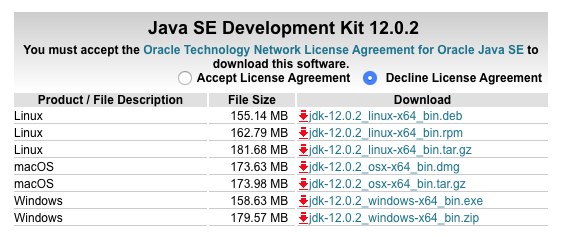 Java SE Development Kit 12.0.2
You must accept the Oracle Technology Network License Agreement for Oracle Java SE to
download this software.
Accept License Agreement Decline License Agreement
Product / File Description File Size Download
Linux 155.14 MB jdk-12.0.2_linux-x64_bin.deb
Linux 162.79 MB jdk-12.0.2_linux-x64_bin.rpm
Linux 181.68 MB jdk-12.0.2_linux-x64_bin.tar.gz
macOS 173.63 MB jdk-12.0.2_osx-x64_bin.dmg
macOS 173.98 MB jdk-12.0.2_osx-x64_bin.tar.gz
Windows 158.63 MB jdk-12.0.2_windows-x64_bin.exe
Windows 179.57 MB jdk-12.0.2_windows-x64_bin.zip